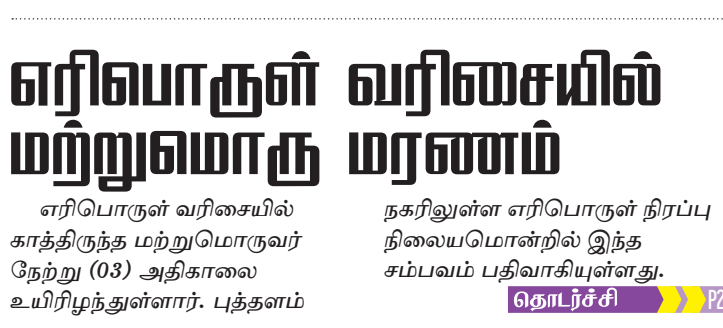 எரிபொருள் வரிசையில்
மற்றுமொரு மரணம்
எரிபொருள் வரிசையில்
காத்திருந்த மற்றுமொருவர்
நேற்று (03) அதிகாலை
உயிரிழந்துள்ளார். புத்தளம்
நகரிலுள்ள எரிபொருள் நிரப்பு
நிலையமொன்றில் இந்த
சம்பவம் பதிவாகியுள்ளது.
தொடர்ச்சி P2